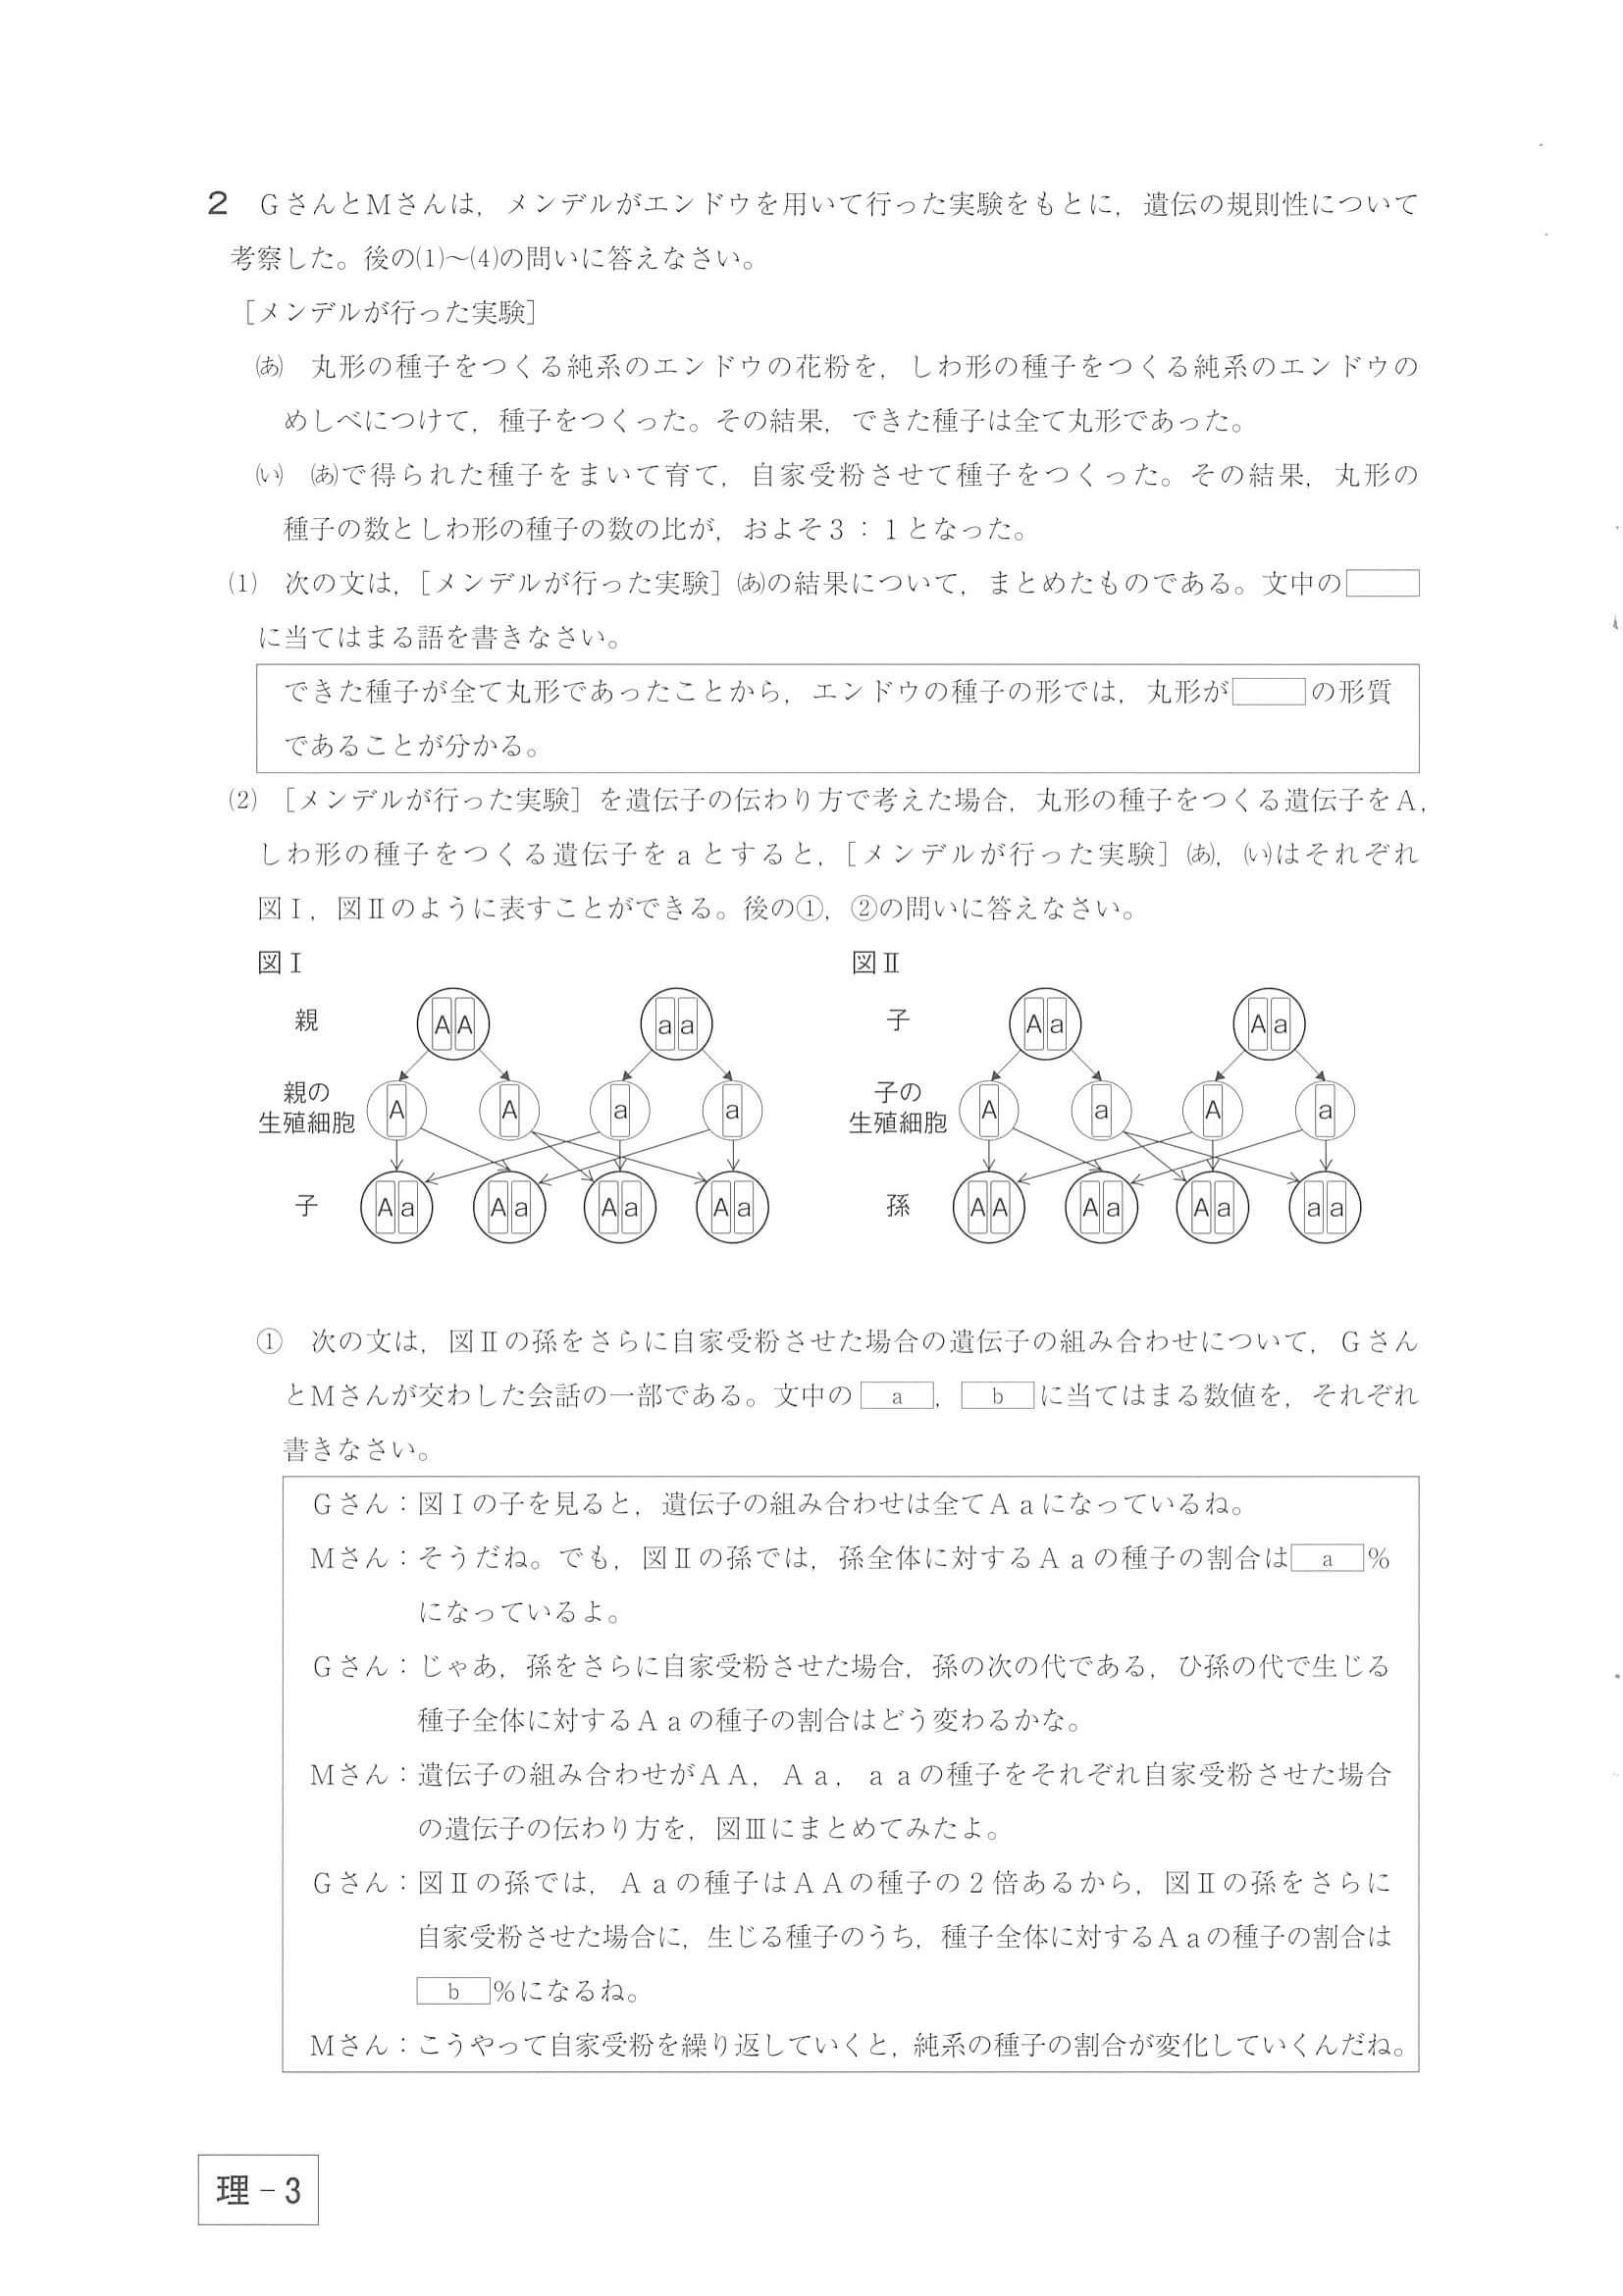 2　GさんとMさんは，メンデルがエンドウを用いて行った実験をもとに，遺伝の規則性について
考察した。後の⑴～⑷の問いに答えなさい。
［メンデルが行った実験］
(あ)　丸形の種子をつくる純系のエンドウの花粉を，しわ形の種子をつくる純系のエンドウの
めしべにつけて，種子をつくった。その結果，できた種子は全て丸形であった。
(い)　(あ)で得られた種子をまいて育て，自家受粉させて種子をつくった。その結果，丸形の
種子の数としわ形の種子の数の比が，およそ3：1となった。
⑴　次の文は，［メンデルが行った実験］(あ)の結果について，まとめたものである。文中の
に当てはまる語を書きなさい。
できた種子が全て丸形であったことから，エンドウの種子の形では，丸形が　　の形質
であることが分かる。
⑵　［メンデルが行った実験］を遺伝子の伝わり方で考えた場合，丸形の種子をつくる遺伝子をA，
しわ形の種子をつくる遺伝子をaとすると，［メンデルが行った実験］(あ)，(い)はそれぞれ
図Ⅰ，図Ⅱのように表すことができる。後の①，②の問いに答えなさい。
図Ⅰ
親
AA aa
親の
生殖細胞
A A a a
子
Aa Aa Aa Aa
図Ⅱ
子
Aa Aa
子の
生殖細胞
A a A a
孫
AA Aa Aa aa
①　次の文は，図Ⅱの孫をさらに自家受粉させた場合の遺伝子の組み合わせについて，Gさん
とMさんが交わした会話の一部である。文中の a ， b に当てはまる数値を，それぞれ
書きなさい。
Gさん：図Ⅰの子を見ると，遺伝子の組み合わせは全てAaになっているね。
Mさん：そうだね。でも，図Ⅱの孫では，孫全体に対するAaの種子の割合は a %
になっているよ。
Gさん：じゃあ，孫をさらに自家受粉させた場合，孫の次の代である，ひ孫の代で生じる
種子全体に対するAaの種子の割合はどう変わるかな。
Mさん：遺伝子の組み合わせがAA，Aa，aaの種子をそれぞれ自家受粉させた場合
の遺伝子の伝わり方を，図Ⅲにまとめてみたよ。
Gさん：図Ⅱの孫では，Aaの種子はAAの種子の2倍あるから，図Ⅱの孫をさらに
自家受粉させた場合に，生じる種子のうち，種子全体に対するAaの種子の割合は
b %になるね。
Mさん：こうやって自家受粉を繰り返していくと，純系の種子の割合が変化していくんだね。
理－3